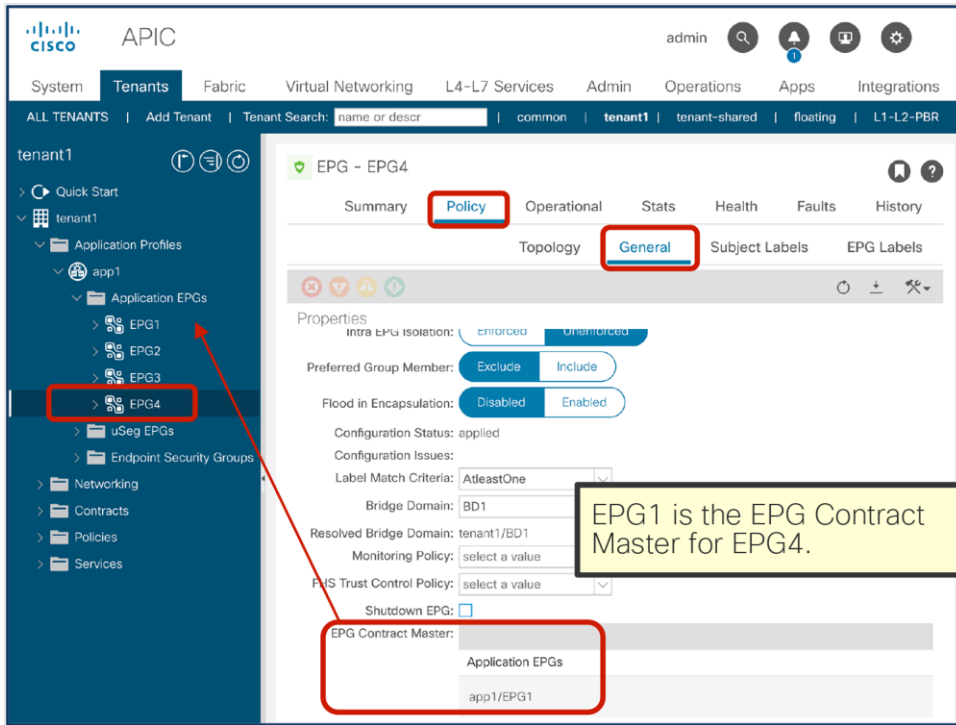 CISCO
APIC
admin
1
System Tenants Fabric Virtual Networking L4-L7 Services Admin Operations Apps Integrations
ALL TENANTS | Add Tenant | Tenant Search: name or descr | common | tenant1 | tenant-shared | floating | L1-L2-PBR
tenant1
Quick Start
tenant1
Application Profiles
app1
Application EPGs
EPG1
EPG2
EPG3
EPG4
uSeg EPGs
Endpoint Security Groups
Networking
Contracts
Policies
Services
EPG - EPG4
Summary Policy Operational Stats Health Faults History
Topology General Subject Labels EPG Labels
Properties
Intra EPG Isolation: Enforced Unenforced
Preferred Group Member: Exclude Include
Flood in Encapsulation: Disabled Enabled
Configuration Status: applied
Configuration Issues:
Label Match Criteria: AtleastOne
Bridge Domain: BD1
Resolved Bridge Domain: tenant1/BD1
Monitoring Policy: select a value
FHS Trust Control Policy: select a value
Shutdown EPG:
EPG Contract Master:
Application EPGs
app1/EPG1
EPG1 is the EPG Contract
Master for EPG4.